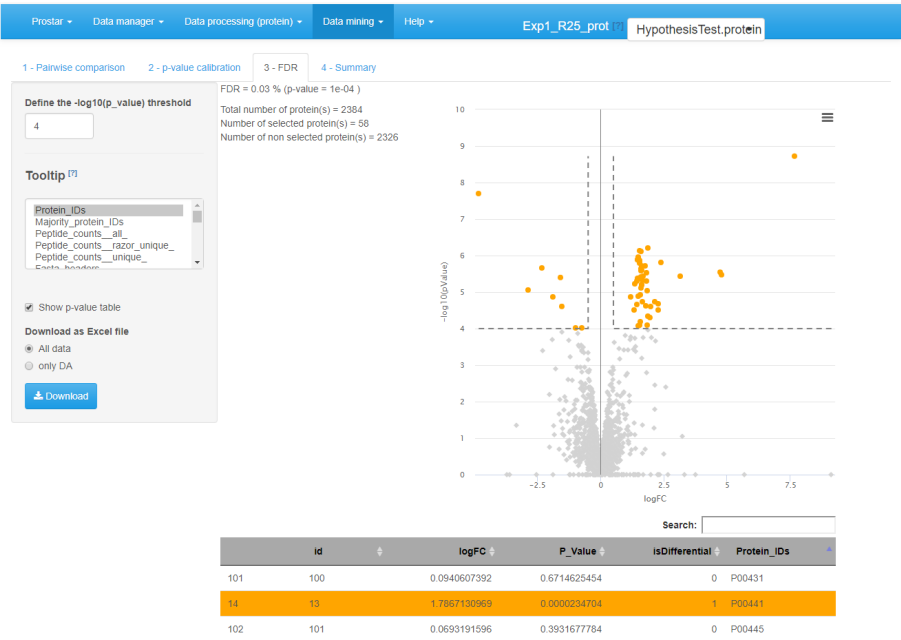 Prostar Data manager Data processing (protein) Data mining Help Exp1_R25_prot [?] HypothesisTest.protein
1 - Pairwise comparison 2 - p-value calibration 3 - FDR 4 - Summary
Define the -log10(p_value) threshold
4
Tooltip [?]
Protein_IDs
Majority_protein_IDs
Peptide_counts__all_
Peptide_counts__razor_unique_
Peptide_counts__unique_
Fasta_headers
Show p-value table
Download as Excel file
All data
only DA
Download
FDR = 0.03 % (p-value = 1e-04 )
Total number of protein(s) = 2384
Number of selected protein(s) = 58
Number of non selected protein(s) = 2326
10
9
8
7
6
5
4
3
2
1
0
-log10(pValue)
-2.5 0 2.5 5 7.5
logFC
Search:
id logFC P_Value isDifferential Protein_IDs
101 100 0.0940607392 0.6714625454 0 P00431
14 13 1.7867130969 0.0000234704 1 P00441
102 101 0.0693191596 0.3931677784 0 P00445